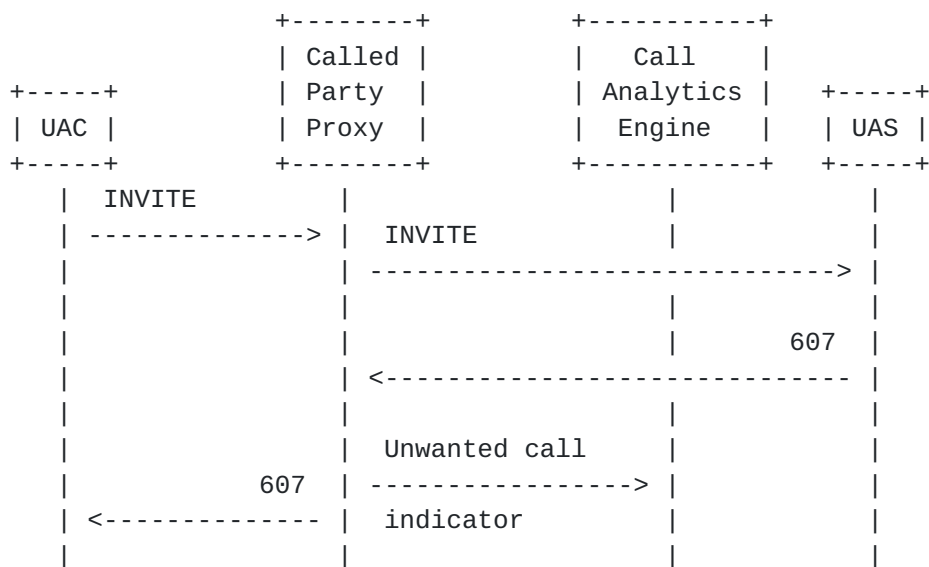 Called Call
UAC Party Analytics UAS
Proxy Engine
INVITE
INVITE
607
Unwanted call
607
indicator